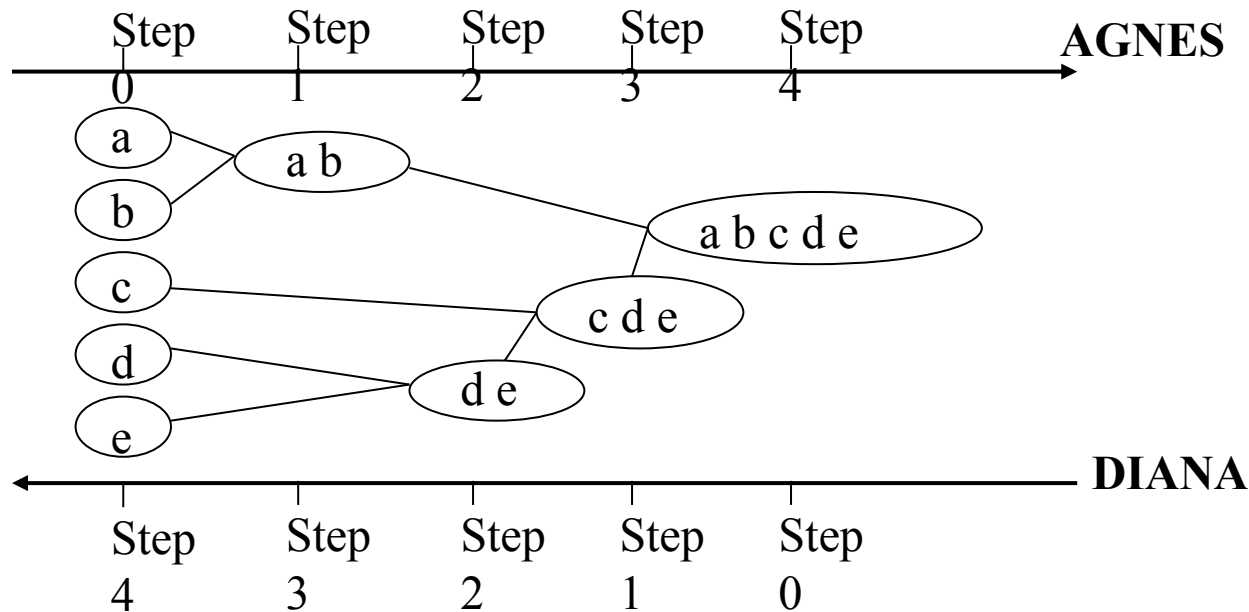 Step Step Step Step Step
AGNES
0 1 2 3 4
a
a b
b
a b c d e
c
c d e
d
d e
e
DIANA
Step Step Step Step Step
4 3 2 1 0